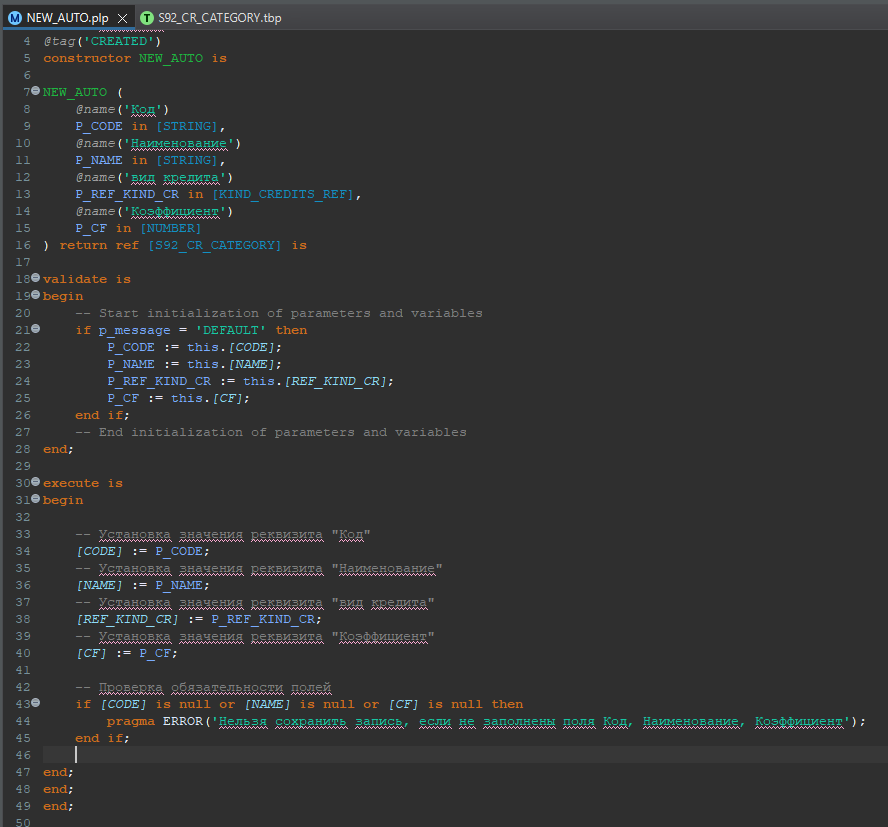 NEW_AUTO.plp
S92_CR_CATEGORY.tbp
4 @tag('CREATED')
5 constructor NEW_AUTO is
6
7 NEW_AUTO (
8 @name('Код')
9 P_CODE in [STRING],
10 @name('Наименование')
11 P_NAME in [STRING],
12 @name('вид кредита')
13 P_REF_KIND_CR in [KIND_CREDITS_REF],
14 @name('Коэффициент')
15 P_CF in [NUMBER]
16 ) return ref [S92_CR_CATEGORY] is
17
18 validate is
19 begin
20 -- Start initialization of parameters and variables
21 if p_message = 'DEFAULT' then
22 P_CODE := this.[CODE];
23 P_NAME := this.[NAME];
24 P_REF_KIND_CR := this.[REF_KIND_CR];
25 P_CF := this.[CF];
26 end if;
27 -- End initialization of parameters and variables
28 end;
29
30 execute is
31 begin
32
33 -- Установка значения реквизита "Код"
34 [CODE] := P_CODE;
35 -- Установка значения реквизита "Наименование"
36 [NAME] := P_NAME;
37 -- Установка значения реквизита "вид кредита"
38 [REF_KIND_CR] := P_REF_KIND_CR;
39 -- Установка значения реквизита "Коэффициент"
40 [CF] := P_CF;
41
42 -- Проверка обязательности полей
43 if [CODE] is null or [NAME] is null or [CF] is null then
44 pragma ERROR('Нельзя сохранить запись, если не заполнены поля Код, Наименование, Коэффициент');
45 end if;
46
47 end;
48 end;
49 end;
50